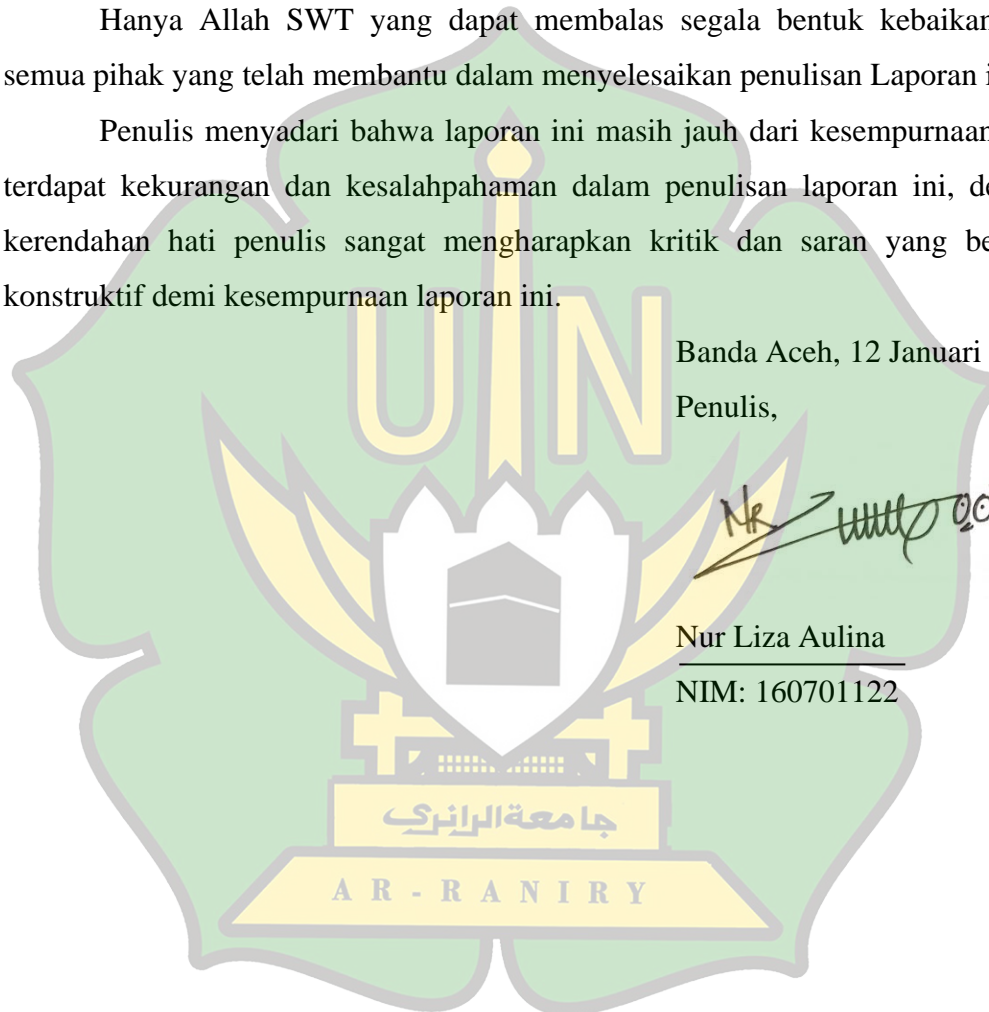 Hanya Allah SWT yang dapat membalas segala bentuk kebaikan
semua pihak yang telah membantu dalam menyelesaikan penulisan Laporan i
Penulis menyadari bahwa laporan ini masih jauh dari kesempurnaan
terdapat kekurangan dan kesalahpahaman dalam penulisan laporan ini, de
kerendahan hati penulis sangat mengharapkan kritik dan saran yang be
konstruktif demi kesempurnaan laporan ini.
UIN
Banda Aceh, 12 Januari
Penulis,
Nur Liza Aulina
NIM: 160701122
جامعة الرانري
AR-RANIRY